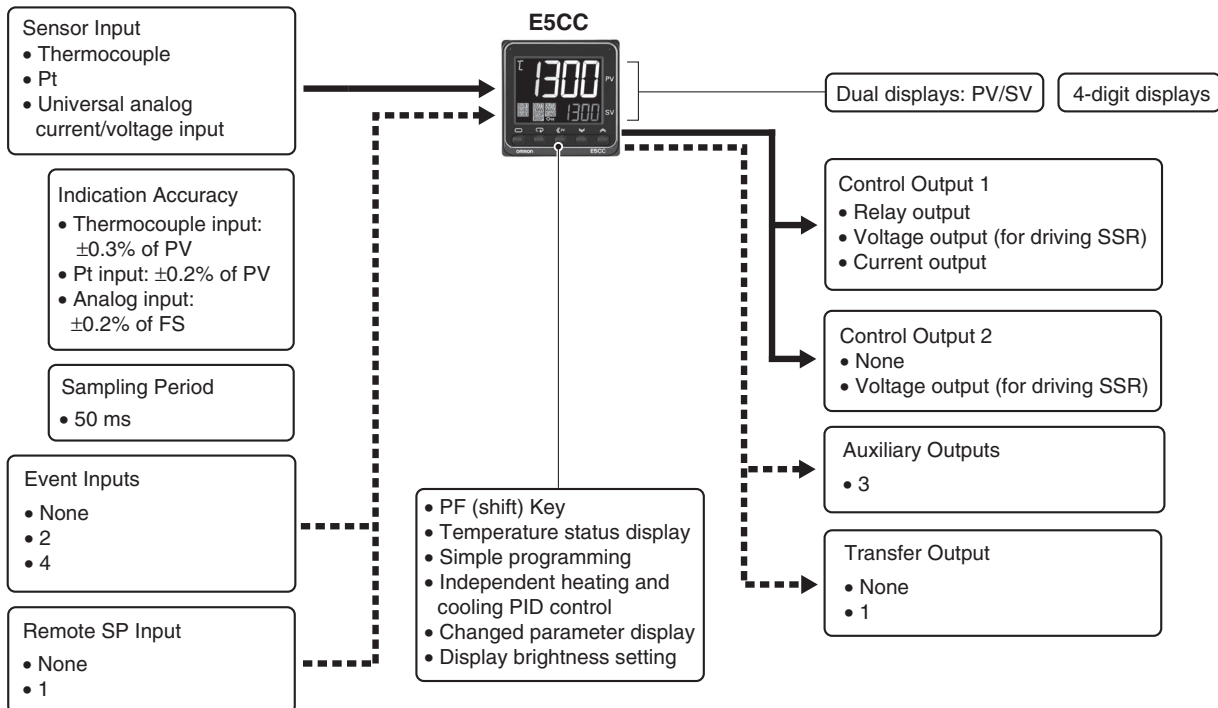 E5CC
Sensor Input
• Thermocouple
• Pt
• Universal analog
current/voltage input
Indication Accuracy
• Thermocouple input:
±0.3% of PV
• Pt input: ±0.2% of PV
• Analog input:
±0.2% of FS
Sampling Period
• 50 ms
Event Inputs
• None
• 2
• 4
Remote SP Input
• None
• 1
1300
PV
1300
SV
PF
omron E5CC
• PF (shift) Key
• Temperature status display
• Simple programming
• Independent heating and
cooling PID control
• Changed parameter display
• Display brightness setting
Dual displays: PV/SV
4-digit displays
Control Output 1
• Relay output
• Voltage output (for driving SSR)
• Current output
Control Output 2
• None
• Voltage output (for driving SSR)
Auxiliary Outputs
• 3
Transfer Output
• None
• 1